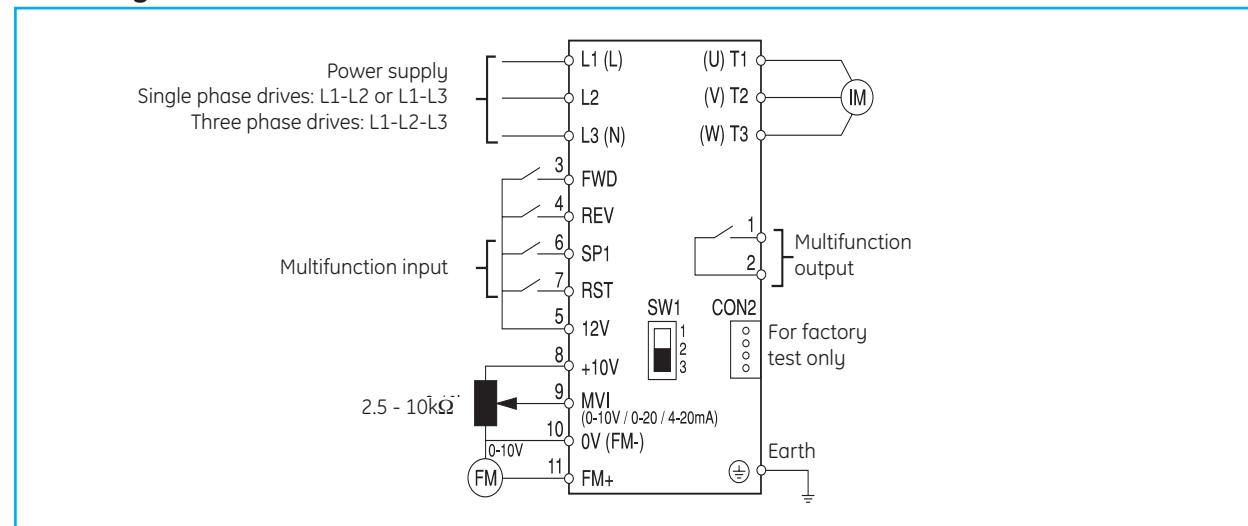 Power supply
Single phase drives: L1-L2 or L1-L3
Three phase drives: L1-L2-L3
L1 (L)
L2
L3 (N)
(U) T1
(V) T2
(W) T3
IM
3 FWD
4 REV
6 SP1
7 RST
5 12V
Multifunction input
1
2
Multifunction
output
SW1
1
2
3
CON2
For factory
test only
8 +10V
9 MVI
(0-10V / 0-20 / 4-20mA)
10 0V (FM-)
11 FM+
2.5 - 10kΩ
0-10V
FM
Earth